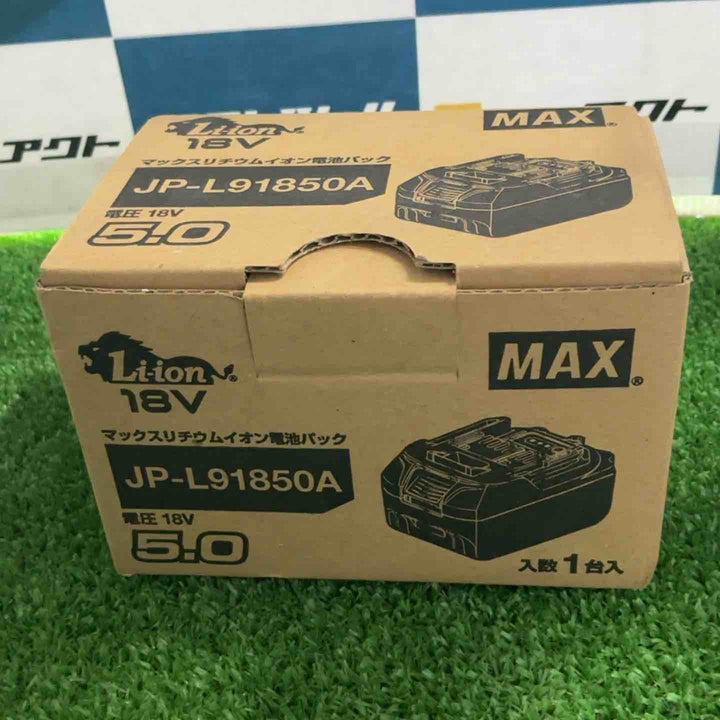 アクト
アクト
Li-ion
18V
MAX
マックスリチウムイオン電池パック
JP-L91850A
電圧 18V
5.0
Li-ion
18V
MAX
マックスリチウムイオン電池パック
JP-L91850A
電圧 18V
5.0
入数1台入